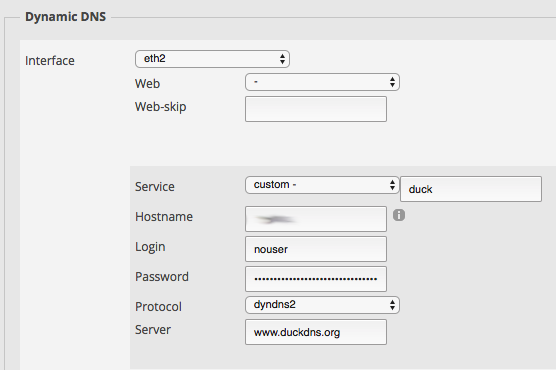 Dynamic DNS
Interface eth2
Web -
Web-skip
Service custom - duck
Hostname i
Login nouser
Password ••••••••••••••••••••••••••••••••
Protocol dyndns2
Server www.duckdns.org